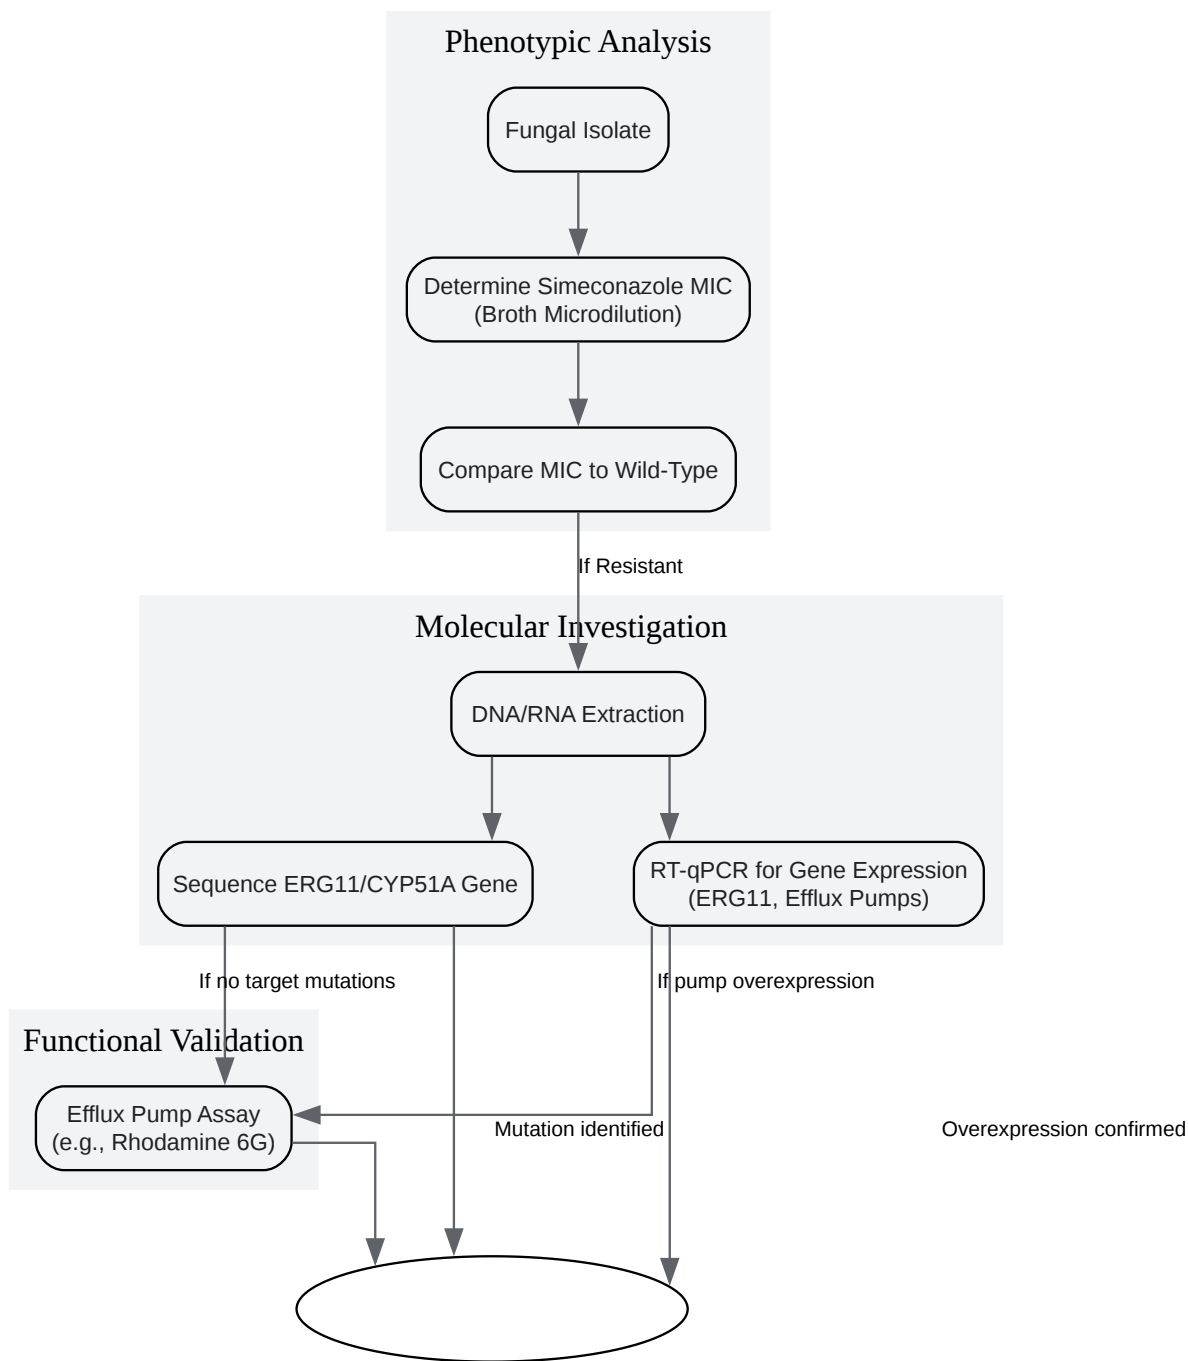 Phenotypic Analysis
Fungal Isolate
Determine Simeconazole MIC
(Broth Microdilution)
Compare MIC to Wild-Type
If Resistant
Molecular Investigation
DNA/RNA Extraction
Sequence ERG11/CYP51A Gene
RT-qPCR for Gene Expression
(ERG11, Efflux Pumps)
If no target mutations
If pump overexpression
Functional Validation
Efflux Pump Assay
(e.g., Rhodamine 6G)
Mutation identified
Overexpression confirmed